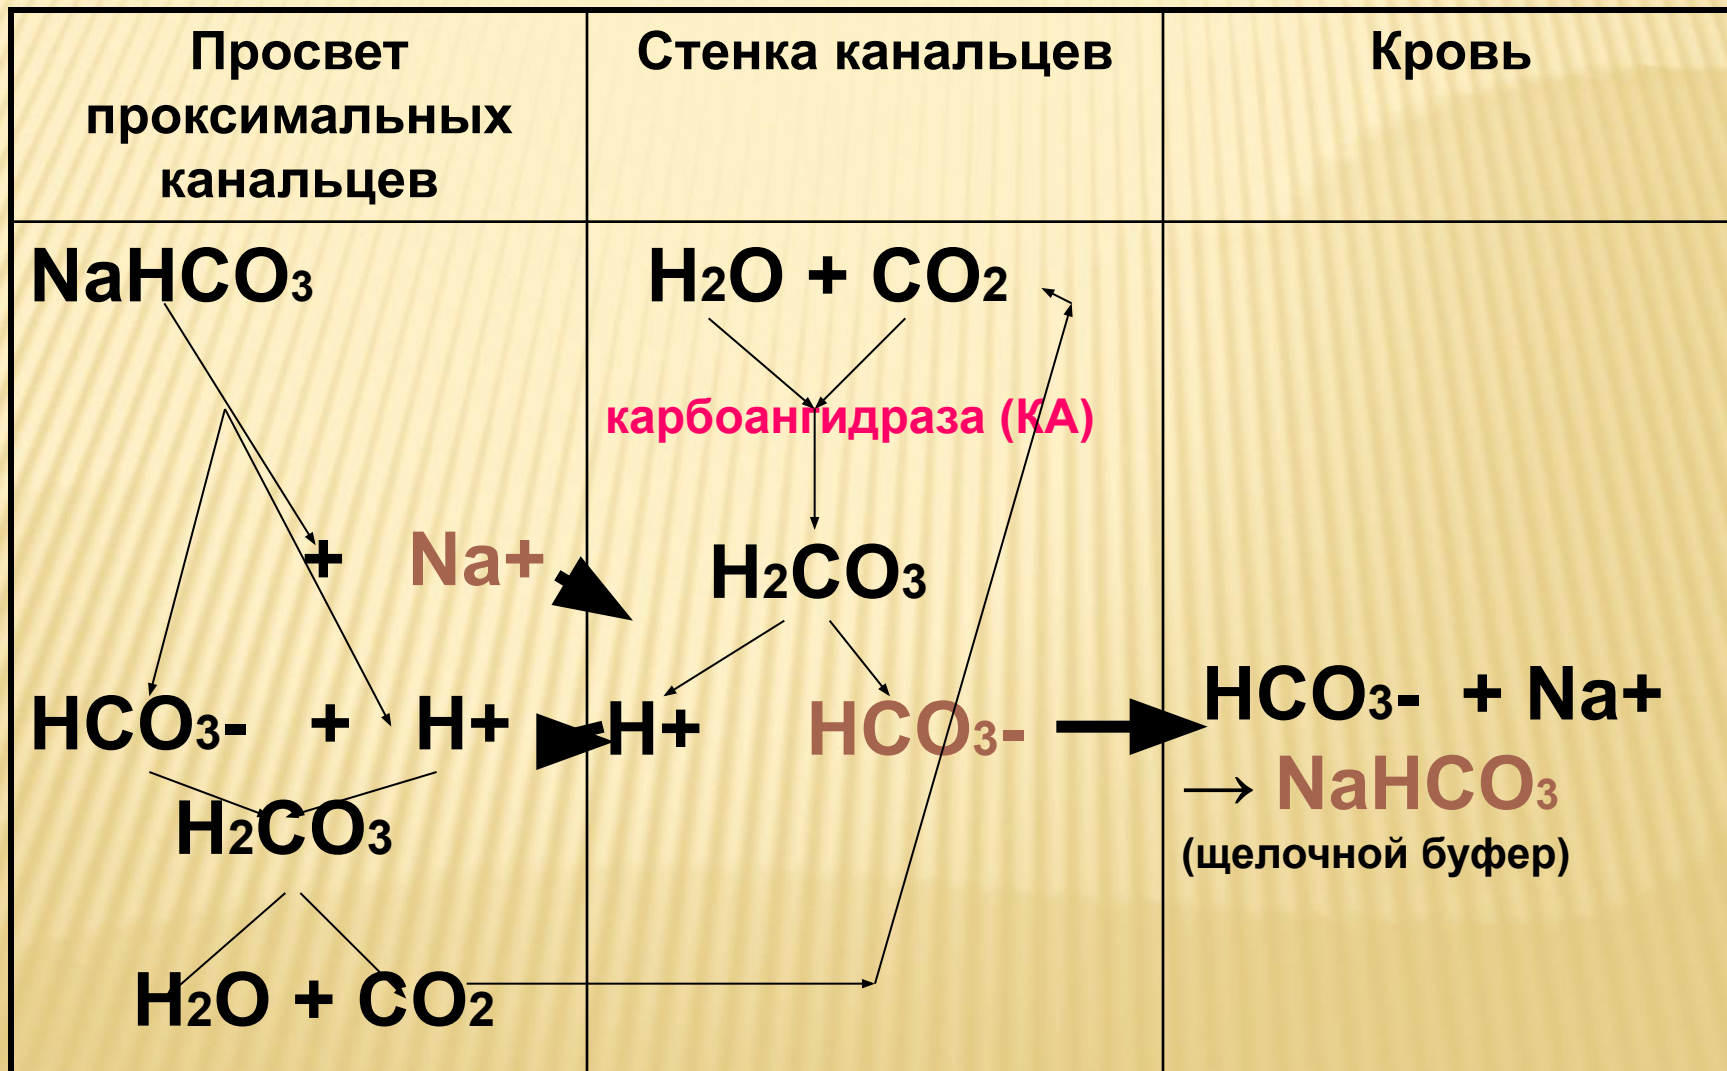 Просвет
проксимальных
канальцев
Стенка канальцев
Кровь
NaHCO3
+ Na+
HCO3- + H+
H2CO3
H2O + CO2
H2O + CO2
карбоангидраза (КА)
H2CO3
H+ HCO3-
HCO3- + Na+
→ NaHCO3
(щелочной буфер)